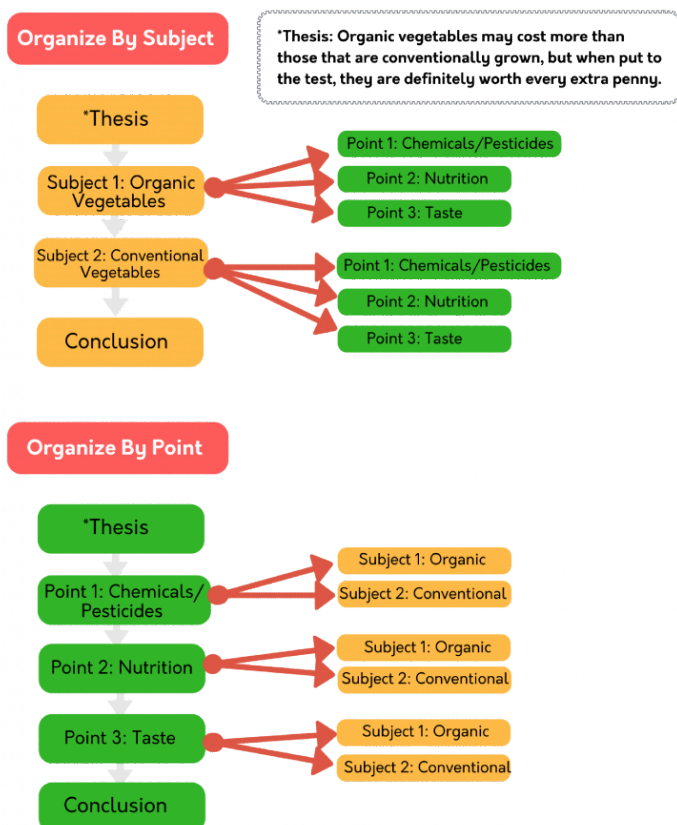 Organize By Subject
*Thesis: Organic vegetables may cost more than
those that are conventionally grown, but when put to
the test, they are definitely worth every extra penny.
*Thesis
Subject 1: Organic
Vegetables
Point 1: Chemicals/Pesticides
Point 2: Nutrition
Point 3: Taste
Subject 2: Conventional
Vegetables
Point 1: Chemicals/Pesticides
Point 2: Nutrition
Point 3: Taste
Conclusion
Organize By Point
*Thesis
Point 1: Chemicals/
Pesticides
Subject 1: Organic
Subject 2: Conventional
Point 2: Nutrition
Subject 1: Organic
Subject 2: Conventional
Point 3: Taste
Subject 1: Organic
Subject 2: Conventional
Conclusion